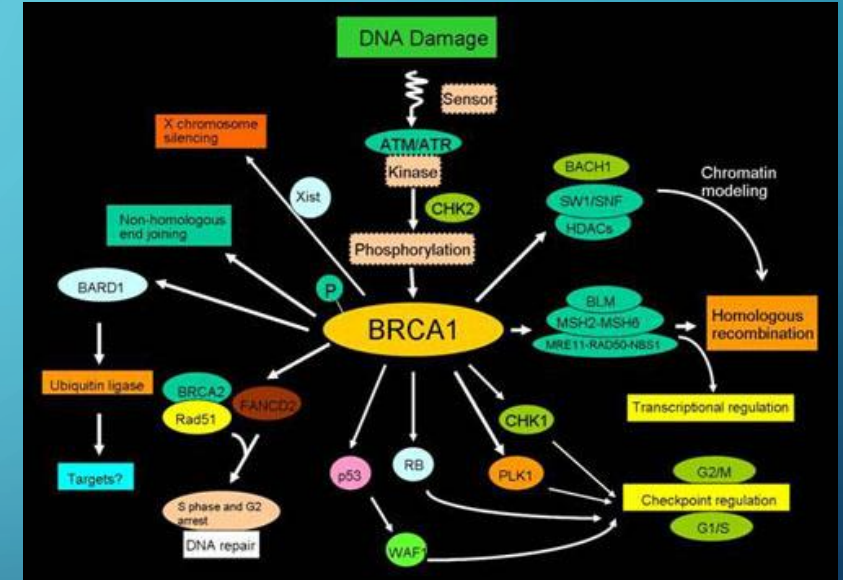 DNA Damage
Sensor
X chromosome
silencing
ATM/ATR
Kinase
BACH1
Chromatin
modeling
Xist
CHK2
SW1/SNF
HDACs
Non-homologous
end joining
Phosphorylation
BARD1
P
BRCA1
BLM
MSH2-MSH6
MRE11-RAD50-NBS1
Homologous
recombination
Ubiquitin ligase
BRCA2
Rad51
FANCD2
Transcriptional regulation
CHK1
Targets?
p53
RB
PLK1
G2/M
Checkpoint regulation
G1/S
S phase and G2
arrest
DNA repair
WAF1